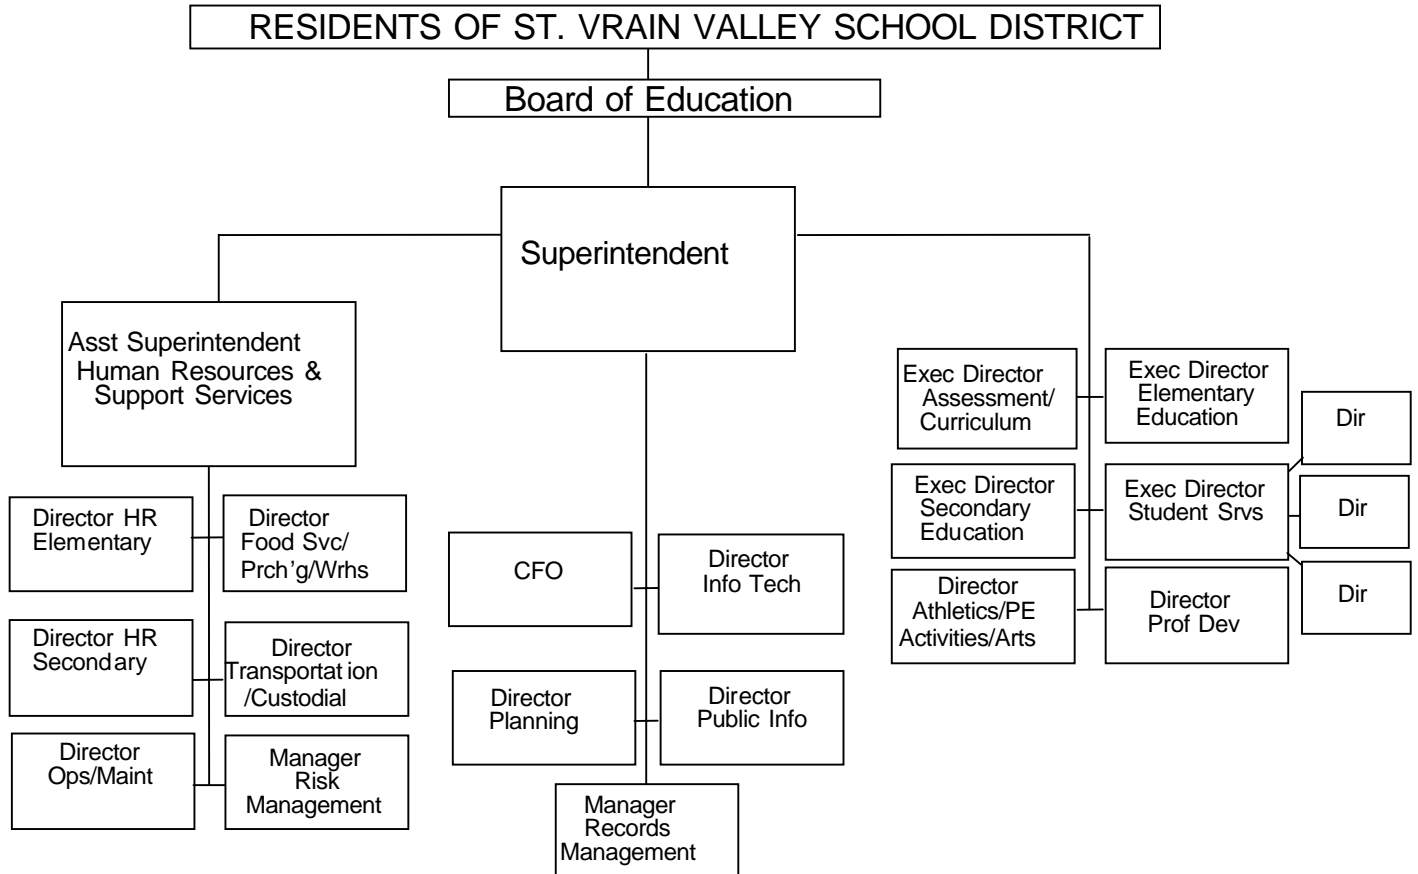 RESIDENTS OF ST. VRAIN VALLEY SCHOOL DISTRICT
Board of Education
Superintendent
Asst Superintendent
Human Resources &
Support Services
Director HR
Elementary
Director
Food Svc/
Prch'g/Wrhs
Director HR
Secondary
Director
Transportation
/Custodial
Director
Ops/Maint
Manager
Risk
Management
CFO
Director
Info Tech
Director
Planning
Director
Public Info
Manager
Records
Management
Exec Director
Assessment/
Curriculum
Exec Director
Elementary
Education
Exec Director
Secondary
Education
Exec Director
Student Srvs
Director
Athletics/PE
Activities/Arts
Director
Prof Dev
Dir
Dir
Dir